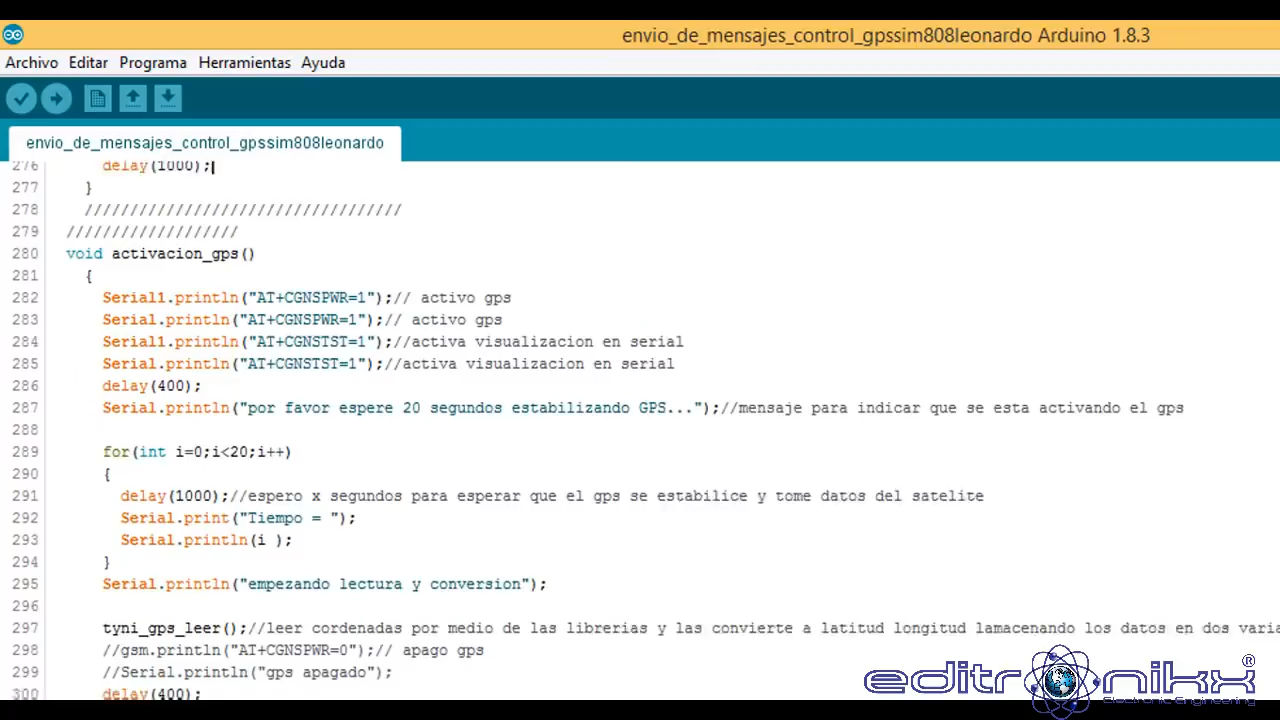 envio_de_mensajes_control_gpssim808leonardo Arduino 1.8.3
Archivo Editar Programa Herramientas Ayuda
envio_de_mensajes_control_gpssim808leonardo
276 delay(1000);
277 }
278 ///////////////////////////////////
279 ///////////////////
280 void activacion_gps()
281 {
282 Serial1.println("AT+CGNSPWR=1");// activo gps
283 Serial.println("AT+CGNSPWR=1");// activo gps
284 Serial1.println("AT+CGNSTST=1");//activa visualizacion en serial
285 Serial.println("AT+CGNSTST=1");//activa visualizacion en serial
286 delay(400);
287 Serial.println("por favor espere 20 segundos estabilizando GPS...");//mensaje para indicar que se esta activando el gps
288
289 for(int i=0;i<20;i++)
290 {
291 delay(1000);//espero x segundos para esperar que el gps se estabilice y tome datos del satelite
292 Serial.print("Tiempo = ");
293 Serial.println(i );
294 }
295 Serial.println("empezando lectura y conversion");
296
297 tyni_gps_leer();//leer cordenadas por medio de las librerias y las convierte a latitud longitud lamacenando los datos en dos varia
298 //gsm.println("AT+CGNSPWR=0");// apago gps
299 //Serial.println("gps apagado");
300 delay(400);
editronikx®
Electronic Engineering